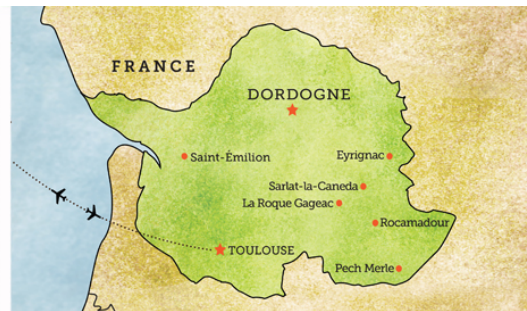 FRANCE
DORDOGNE
Saint-Émilion
Eyrignac
Sarlat-la-Caneda
La Roque Gageac
Rocamadour
TOULOUSE
Pech Merle